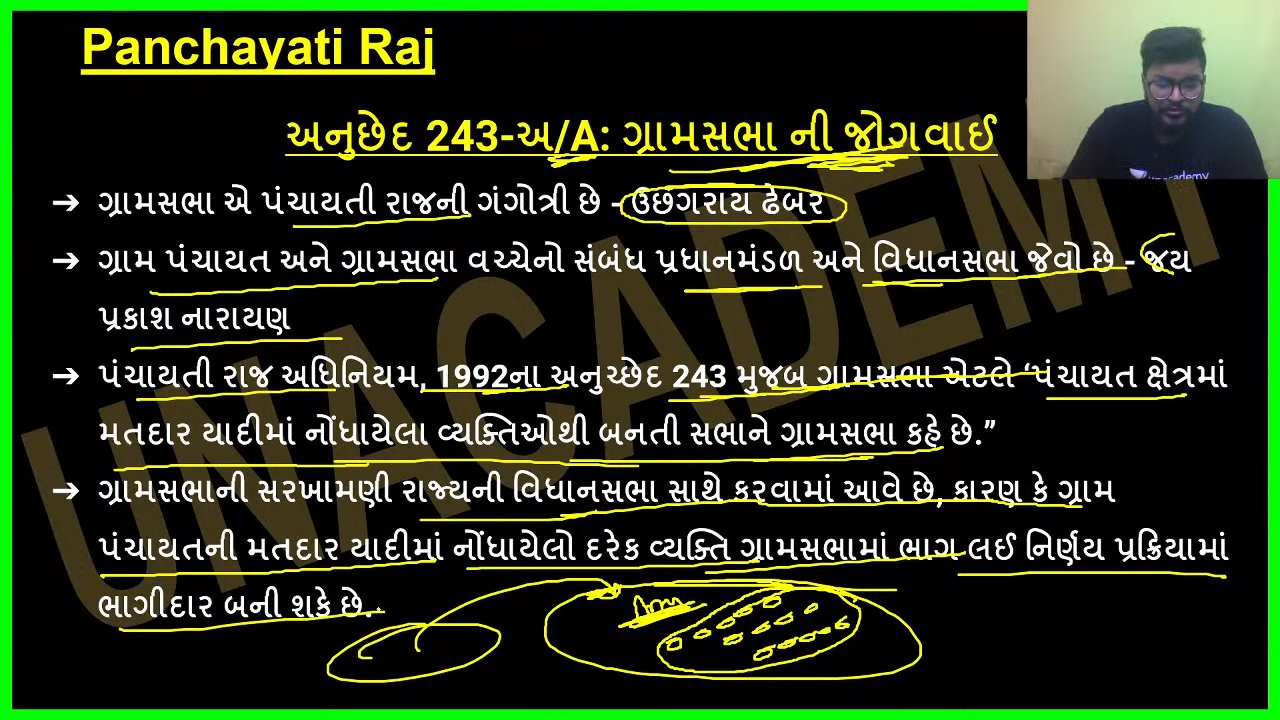 Panchayati Raj
અનુછેદ 243-અ/A: ગ્રામસભા ની જોગવાઈ
➔ ગ્રામસભા એ પંચાયતી રાજની ગંગોત્રી છે - ઉછંગરાય ઢેબર
➔ ગ્રામ પંચાયત અને ગ્રામસભા વચ્ચેનો સંબંધ પ્રધાનમંડળ અને વિધાનસભા જેવો છે - જય
પ્રકાશ નારાયણ
➔ પંચાયતી રાજ અધિનિયમ, 1992ના અનુચ્છેદ 243 મુજબ ગ્રામસભા એટલે ‘પંચાયત ક્ષેત્રમાં
મતદાર યાદીમાં નોંધાયેલા વ્યક્તિઓથી બનતી સભાને ગ્રામસભા કહે છે.”
➔ ગ્રામસભાની સરખામણી રાજ્યની વિધાનસભા સાથે કરવામાં આવે છે, કારણ કે ગ્રામ
પંચાયતની મતદાર યાદીમાં નોંધાયેલો દરેક વ્યક્તિ ગ્રામસભામાં ભાગ લઈ નિર્ણય પ્રક્રિયામાં
ભાગીદાર બની શકે છે.
UNACADEMY